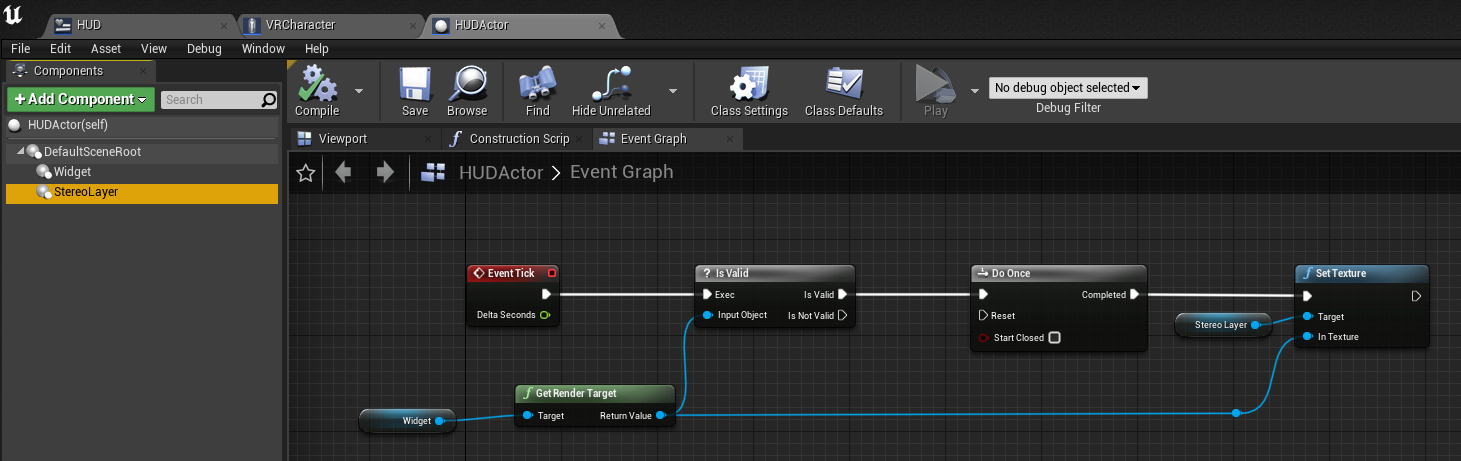 HUD
VRCharacter
HUDActor
File Edit Asset View Debug Window Help
Components
+ Add Component
Search
HUDActor(self)
DefaultSceneRoot
Widget
StereoLayer
Compile
Save
Browse
Find
Hide Unrelated
Class Settings
Class Defaults
Play
No debug object selected
Debug Filter
Viewport
Construction Scrip
Event Graph
HUDActor > Event Graph
Event Tick
Delta Seconds
? Is Valid
Exec
Is Valid
Input Object
Is Not Valid
Do Once
Completed
Reset
Start Closed
Stereo Layer
f Set Texture
Target
In Texture
Widget
f Get Render Target
Target
Return Value